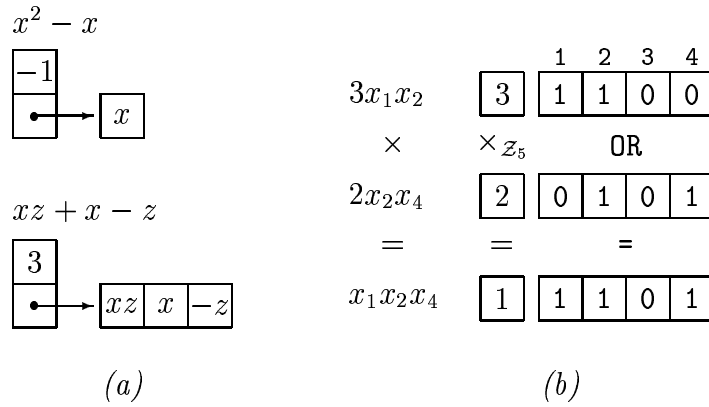 x² − x
−1
x
xz + x − z
3
xz x −z
(a)
1 2 3 4
3x₁x₂ 3 1 1 0 0
× ×𝒵₅ OR
2x₂x₄ 2 0 1 0 1
= = =
x₁x₂x₄ 1 1 1 0 1
(b)